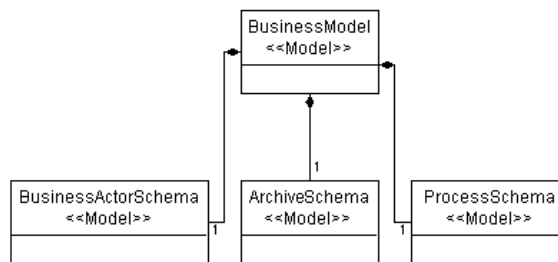 BusinessModel
<<Model>>
BusinessActorSchema
<<Model>>
1
ArchiveSchema
<<Model>>
1
ProcessSchema
<<Model>>
1